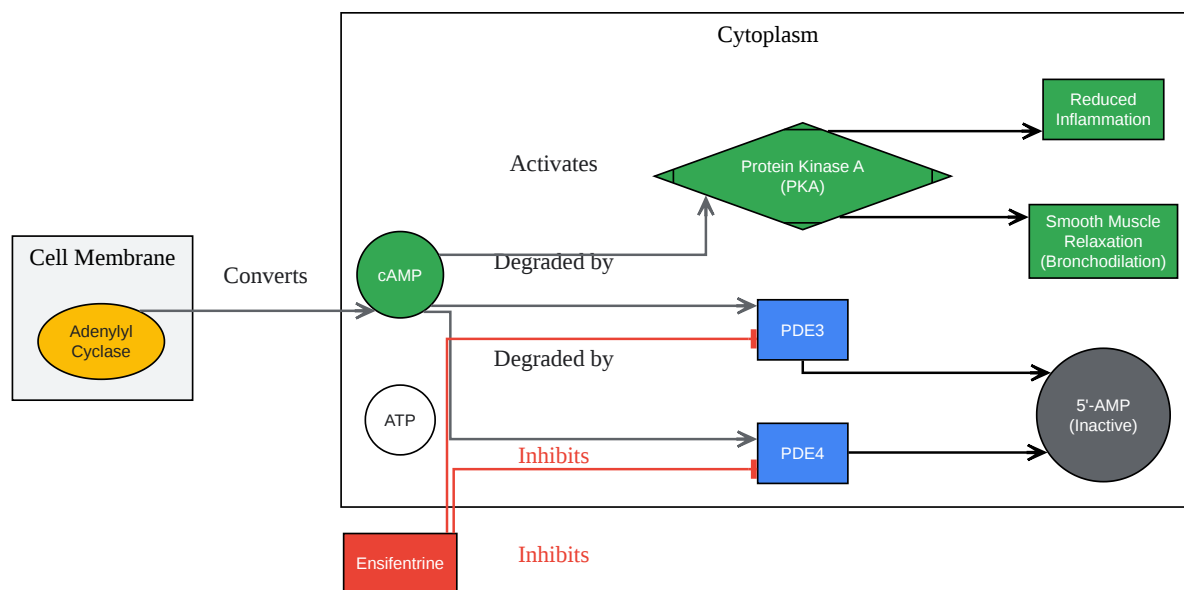 Cytoplasm
Reduced
Inflammation
Activates
Protein Kinase A
(PKA)
Smooth Muscle
Relaxation
(Bronchodilation)
Cell Membrane
Converts
cAMP
Degraded by
Adenylyl
Cyclase
PDE3
Degraded by
ATP
5'-AMP
(Inactive)
Inhibits
PDE4
Ensifentrine
Inhibits